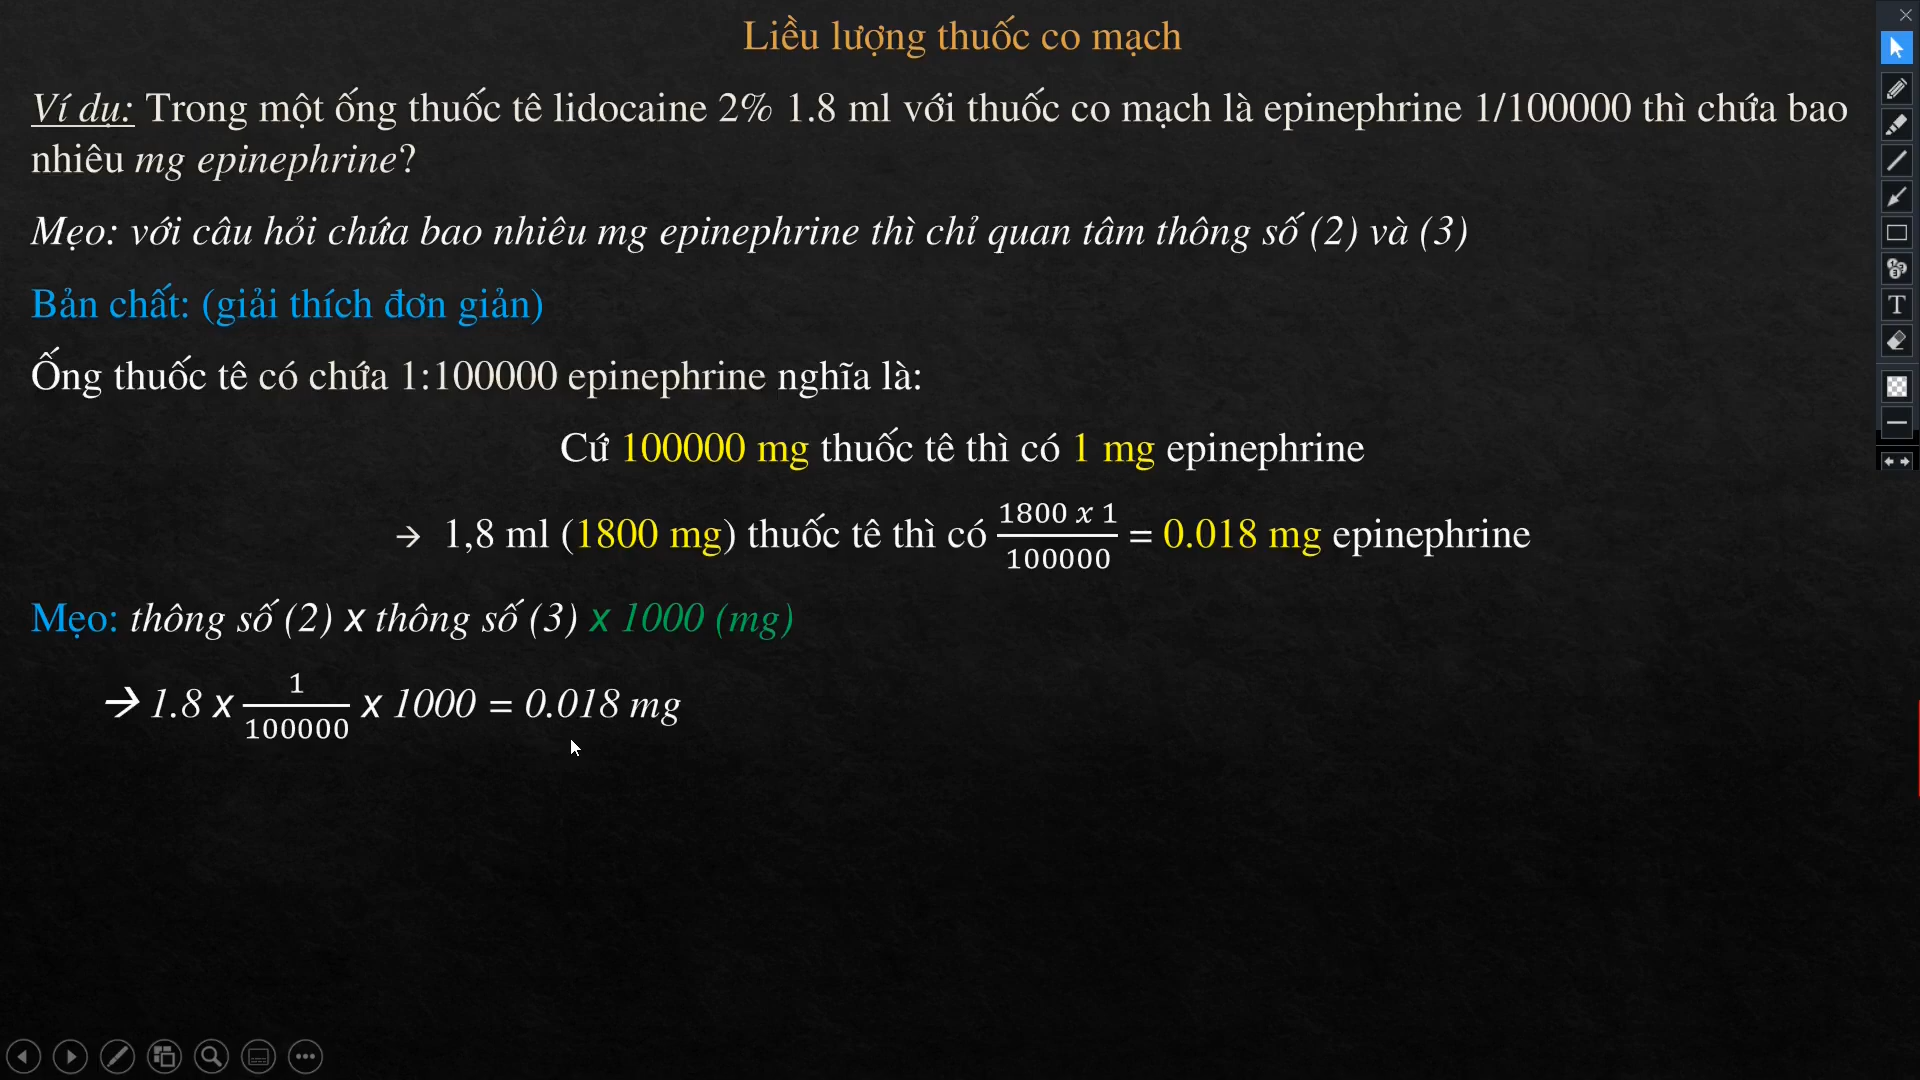 Liều lượng thuốc co mạch
Ví dụ: Trong một ống thuốc tê lidocaine 2% 1.8 ml với thuốc co mạch là epinephrine 1/100000 thì chứa bao
nhiêu mg epinephrine?
Mẹo: với câu hỏi chứa bao nhiêu mg epinephrine thì chỉ quan tâm thông số (2) và (3)
Bản chất: (giải thích đơn giản)
Ống thuốc tê có chứa 1:100000 epinephrine nghĩa là:
Cứ 100000 mg thuốc tê thì có 1 mg epinephrine
→ 1,8 ml (1800 mg) thuốc tê thì có (1800 x 1)/100000 = 0.018 mg epinephrine
Mẹo: thông số (2) x thông số (3) x 1000 (mg)
→ 1.8 x 1/100000 x 1000 = 0.018 mg